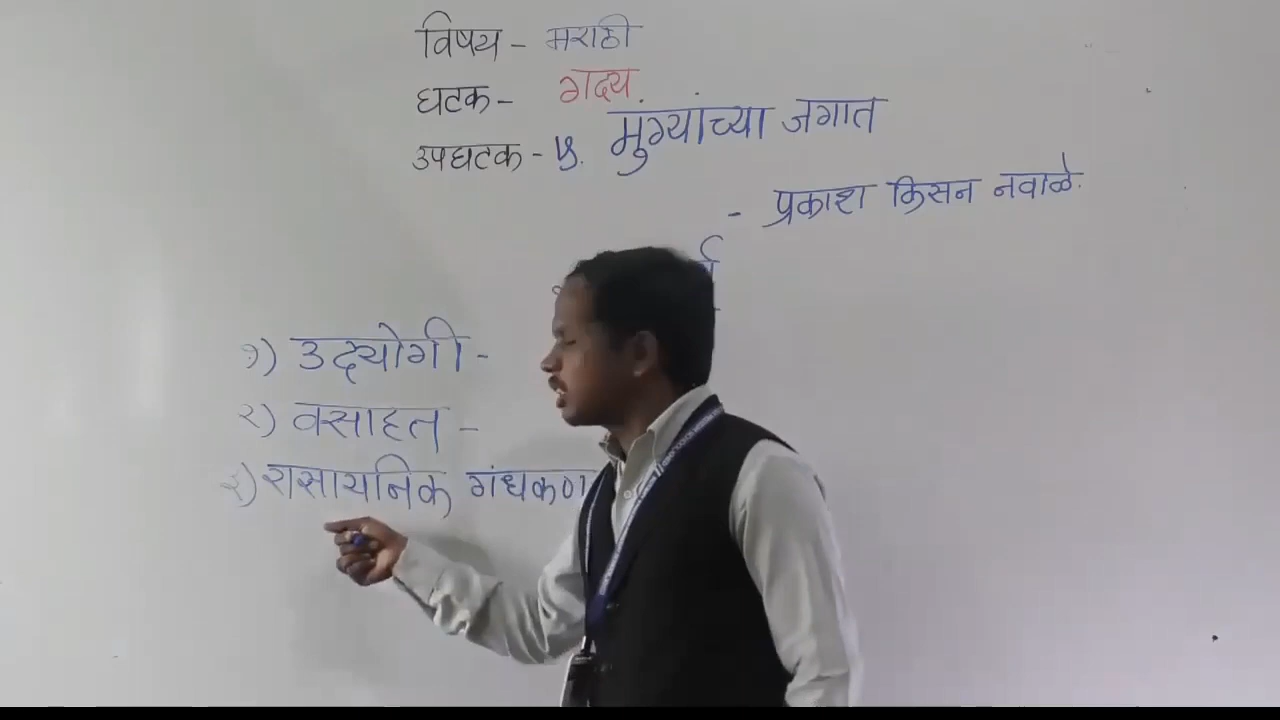 विषय - मराठी
घटक - गद्य
उपघटक - ५. मुंग्यांच्या जगात
- प्रकाश किसन नवाळे.
१) उद्योगी -
२) वसाहत -
३) रासायनिक गंधकण